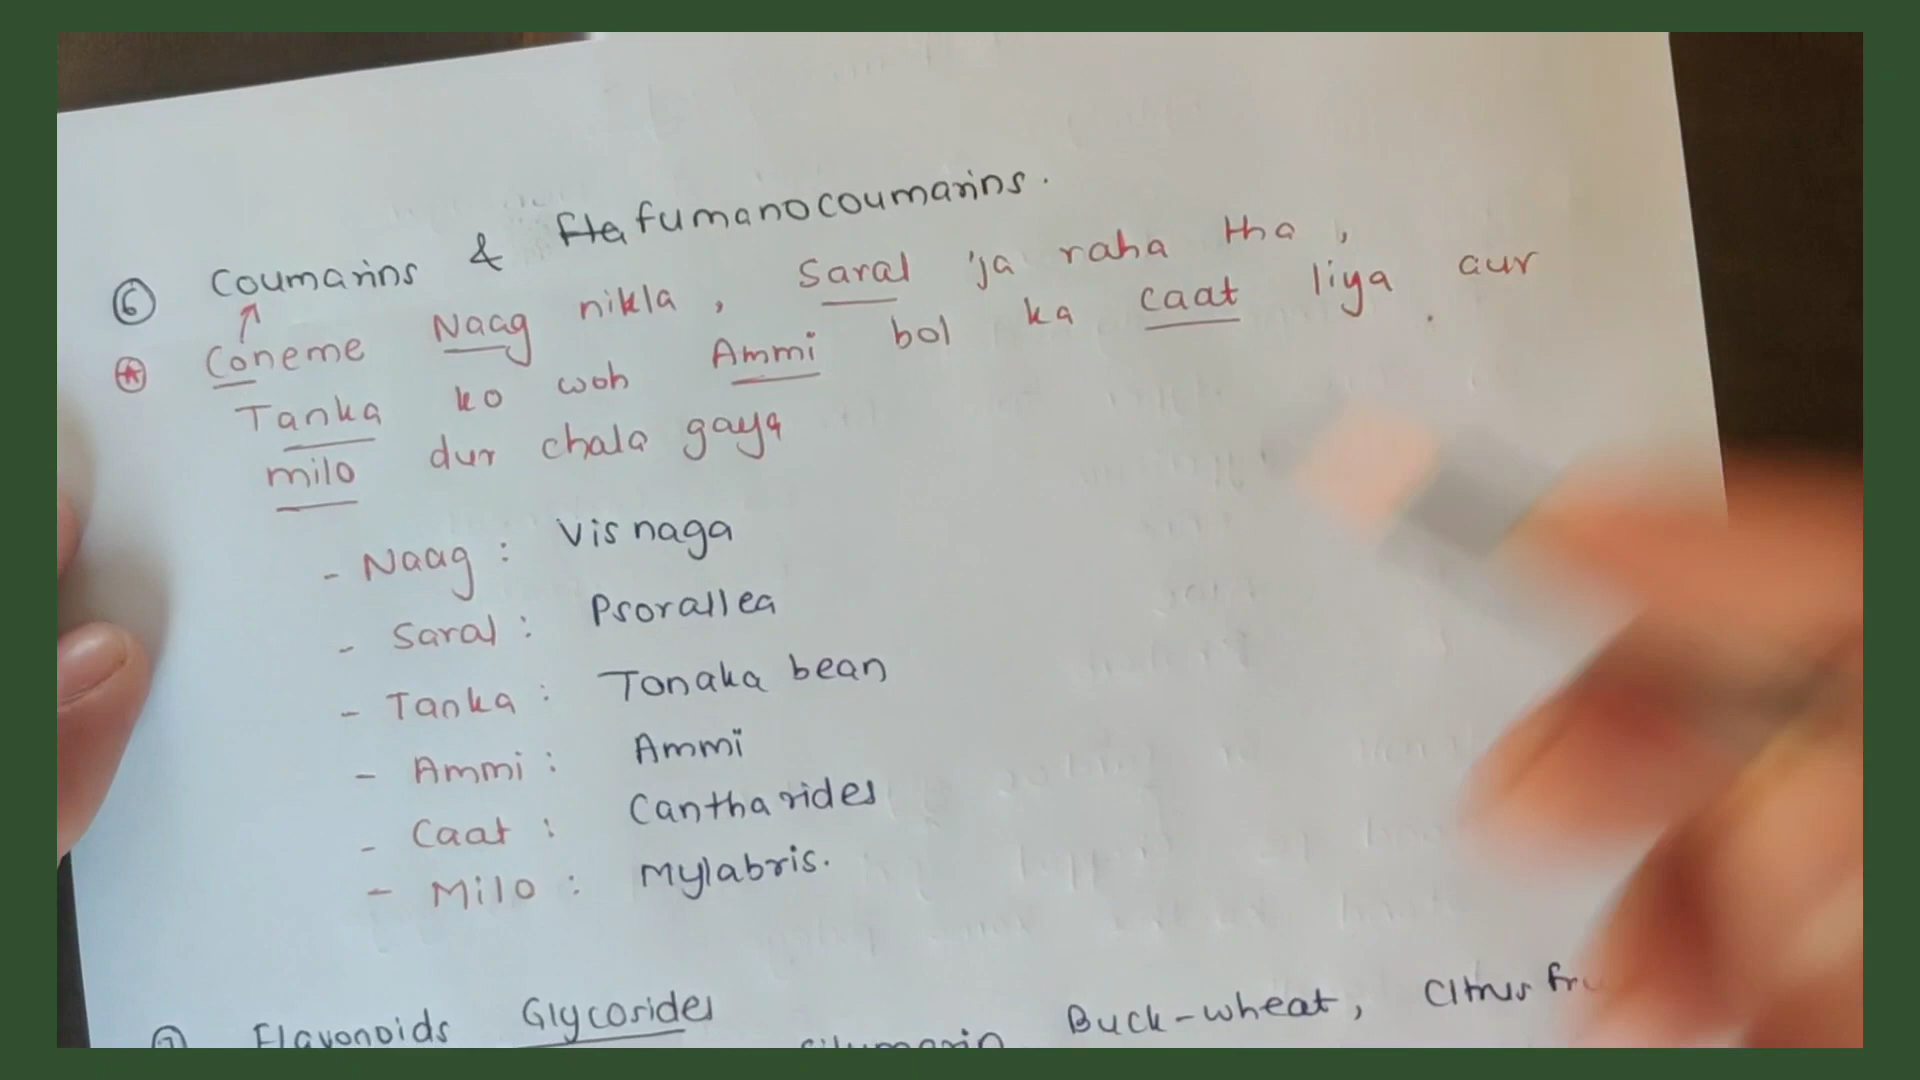 6 Coumarins & Fla fumanocoumarins.
Coneme Naag nikla , Saral ja raha tha ,
Tanka ko woh Ammi bol ka caat liya aur
milo dur chala gaya
- Naag : Visnaga
- Saral : Psorallea
- Tanka : Tonaka bean
- Ammi : Ammi
- Caat : Cantharides
- Milo : Mylabris.
Flavonoids Glycosides
Buck-wheat, Citrus